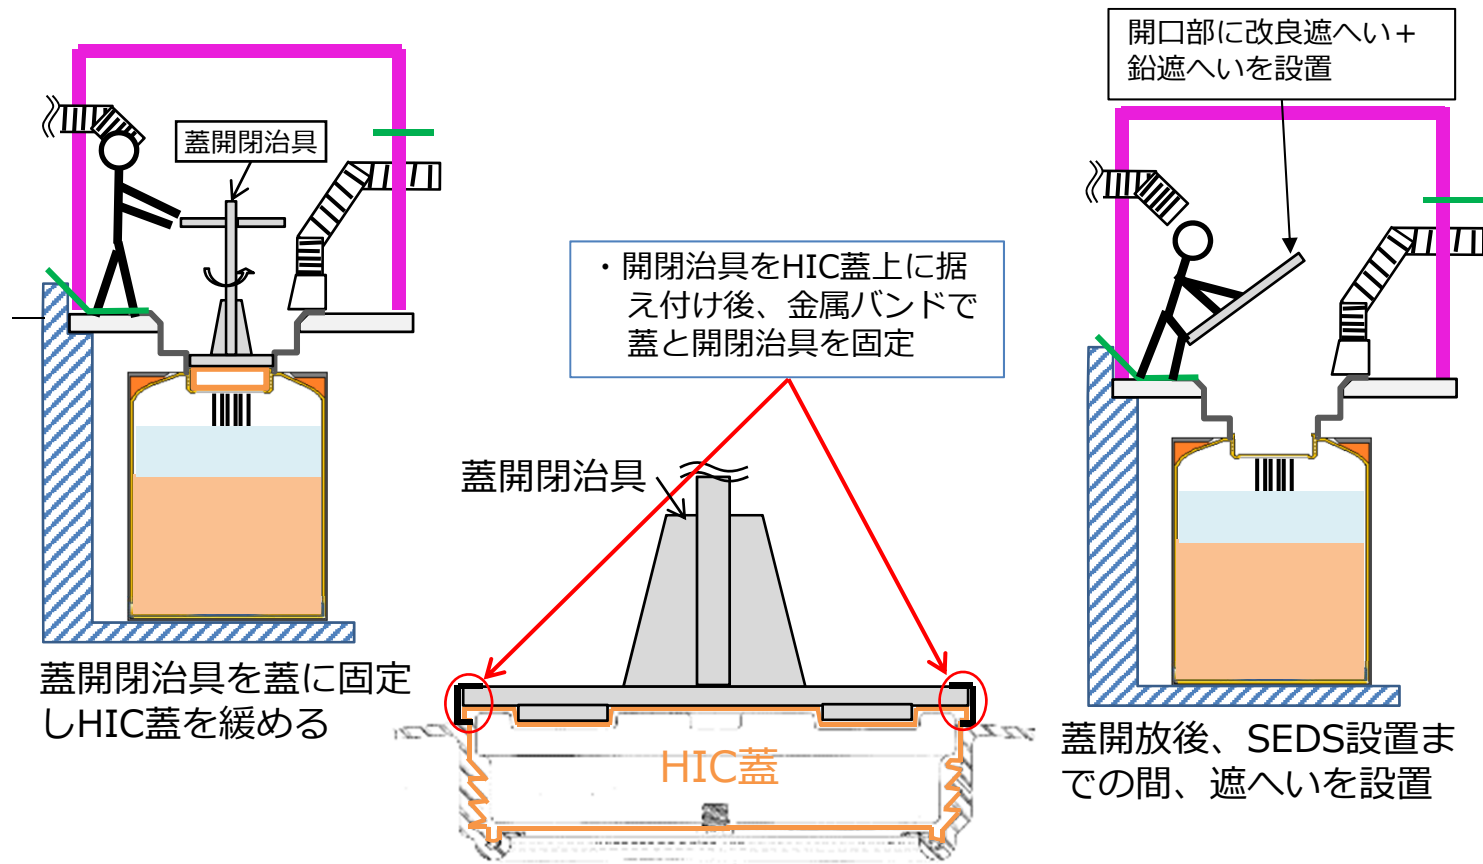 蓋開閉治具
蓋開閉治具を蓋に固定
しHIC蓋を緩める
・開閉治具をHIC蓋上に据
え付け後、金属バンドで
蓋と開閉治具を固定
蓋開閉治具
HIC蓋
開口部に改良遮へい＋
鉛遮へいを設置
蓋開放後、SEDS設置ま
での間、遮へいを設置